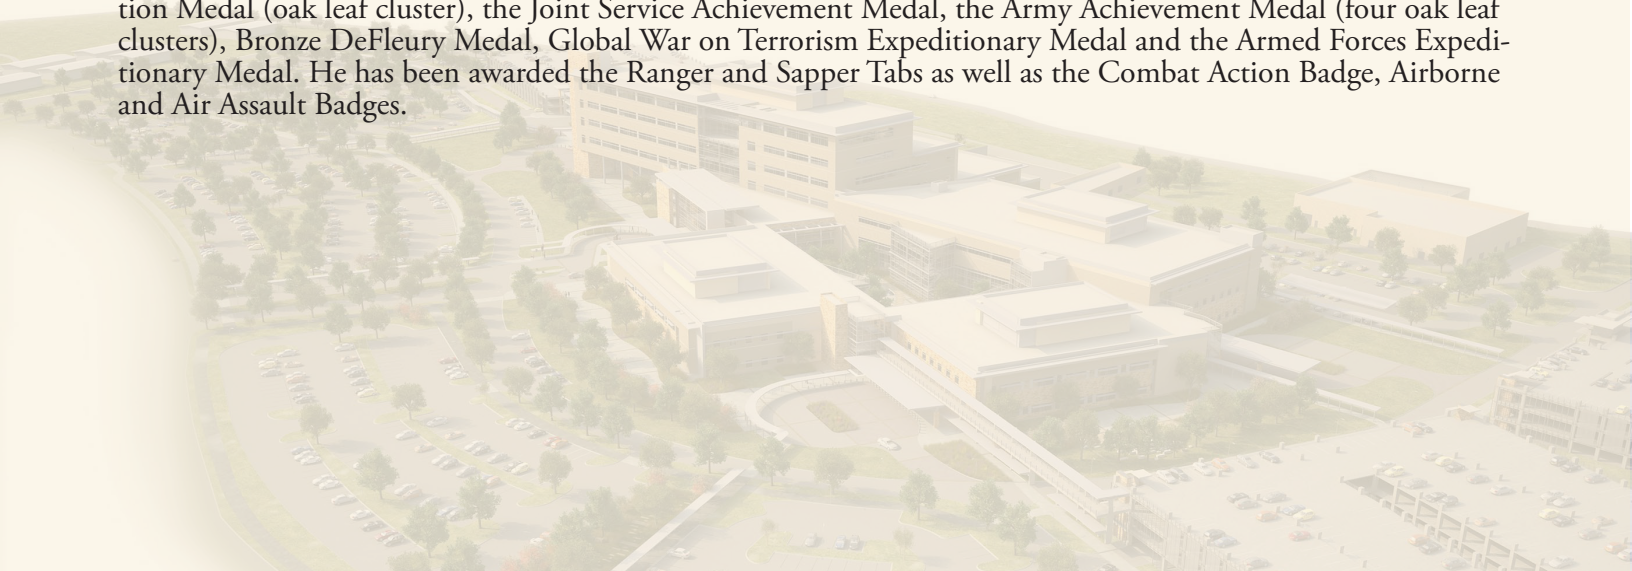 tion Medal (oak leaf cluster), the Joint Service Achievement Medal, the Army Achievement Medal (four oak leaf
clusters), Bronze DeFleury Medal, Global War on Terrorism Expeditionary Medal and the Armed Forces Expedi-
tionary Medal. He has been awarded the Ranger and Sapper Tabs as well as the Combat Action Badge, Airborne
and Air Assault Badges.